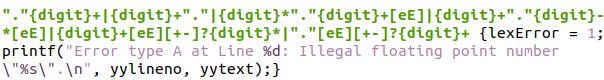 "."{digit}+|{digit}+"."|{digit}*"."{digit}+[eE]|{digit}+"."{digit}-
*[eE]|{digit}+[eE][+-]?{digit}*|"."[eE][+-]?{digit}+ {lexError = 1;
printf("Error type A at Line %d: Illegal floating point number
\"%s\".\n", yylineno, yytext);}